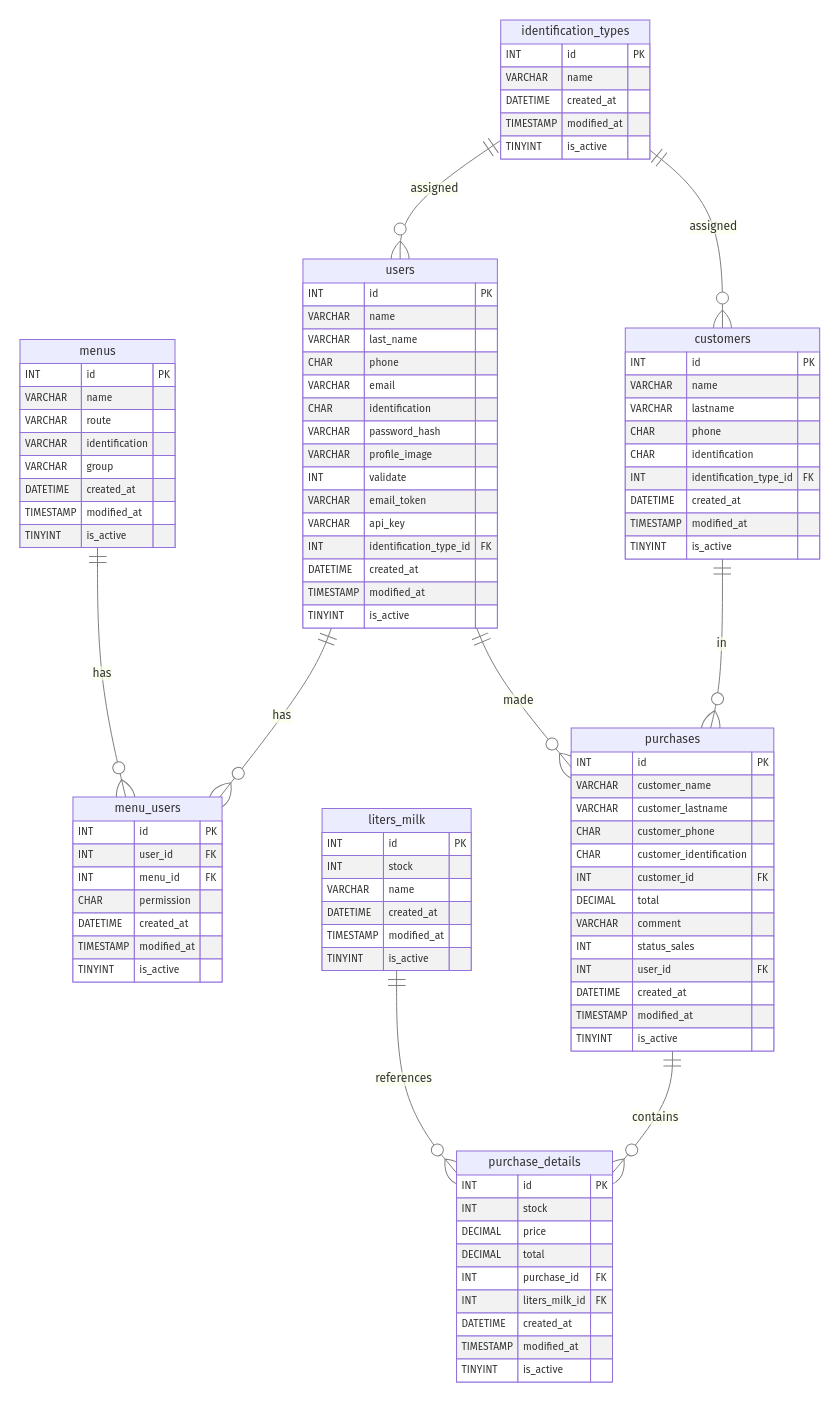 identification_types
INT id PK
VARCHAR name
DATETIME created_at
TIMESTAMP modified_at
TINYINT is_active
assigned
assigned
users
INT id PK
VARCHAR name
VARCHAR last_name
CHAR phone
VARCHAR email
CHAR identification
VARCHAR password_hash
VARCHAR profile_image
INT validate
VARCHAR email_token
VARCHAR api_key
INT identification_type_id FK
DATETIME created_at
TIMESTAMP modified_at
TINYINT is_active
customers
INT id PK
VARCHAR name
VARCHAR lastname
CHAR phone
CHAR identification
INT identification_type_id FK
DATETIME created_at
TIMESTAMP modified_at
TINYINT is_active
menus
INT id PK
VARCHAR name
VARCHAR route
VARCHAR identification
VARCHAR group
DATETIME created_at
TIMESTAMP modified_at
TINYINT is_active
has
has
made
in
menu_users
INT id PK
INT user_id FK
INT menu_id FK
CHAR permission
DATETIME created_at
TIMESTAMP modified_at
TINYINT is_active
liters_milk
INT id PK
INT stock
VARCHAR name
DATETIME created_at
TIMESTAMP modified_at
TINYINT is_active
purchases
INT id PK
VARCHAR customer_name
VARCHAR customer_lastname
CHAR customer_phone
CHAR customer_identification
INT customer_id FK
DECIMAL total
VARCHAR comment
INT status_sales
INT user_id FK
DATETIME created_at
TIMESTAMP modified_at
TINYINT is_active
references
contains
purchase_details
INT id PK
INT stock
DECIMAL price
DECIMAL total
INT purchase_id FK
INT liters_milk_id FK
DATETIME created_at
TIMESTAMP modified_at
TINYINT is_active